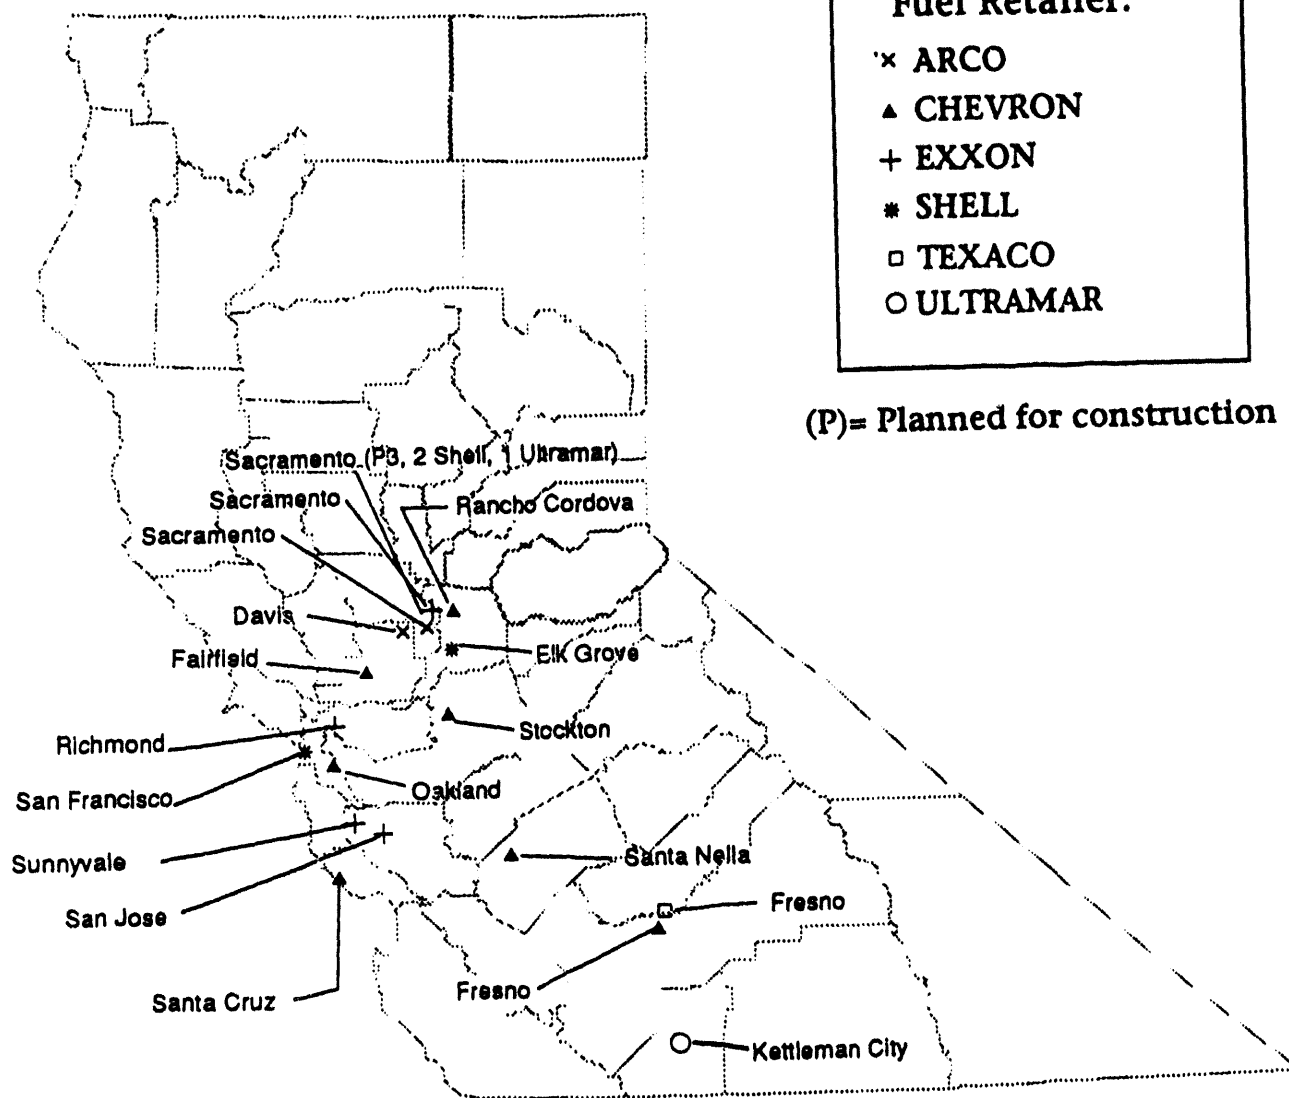 Fuel Retailer:
ARCO
CHEVRON
EXXON
SHELL
TEXACO
ULTRAMAR
(P)= Planned for construction
Sacramento (P3, 2 Shell, 1 Ultramar)
Sacramento
Rancho Cordova
Sacramento
Davis
Elk Grove
Fairfield
Stockton
Richmond
Oakland
San Francisco
Sunnyvale
Santa Nella
San Jose
Fresno
Fresno
Santa Cruz
Kettleman City